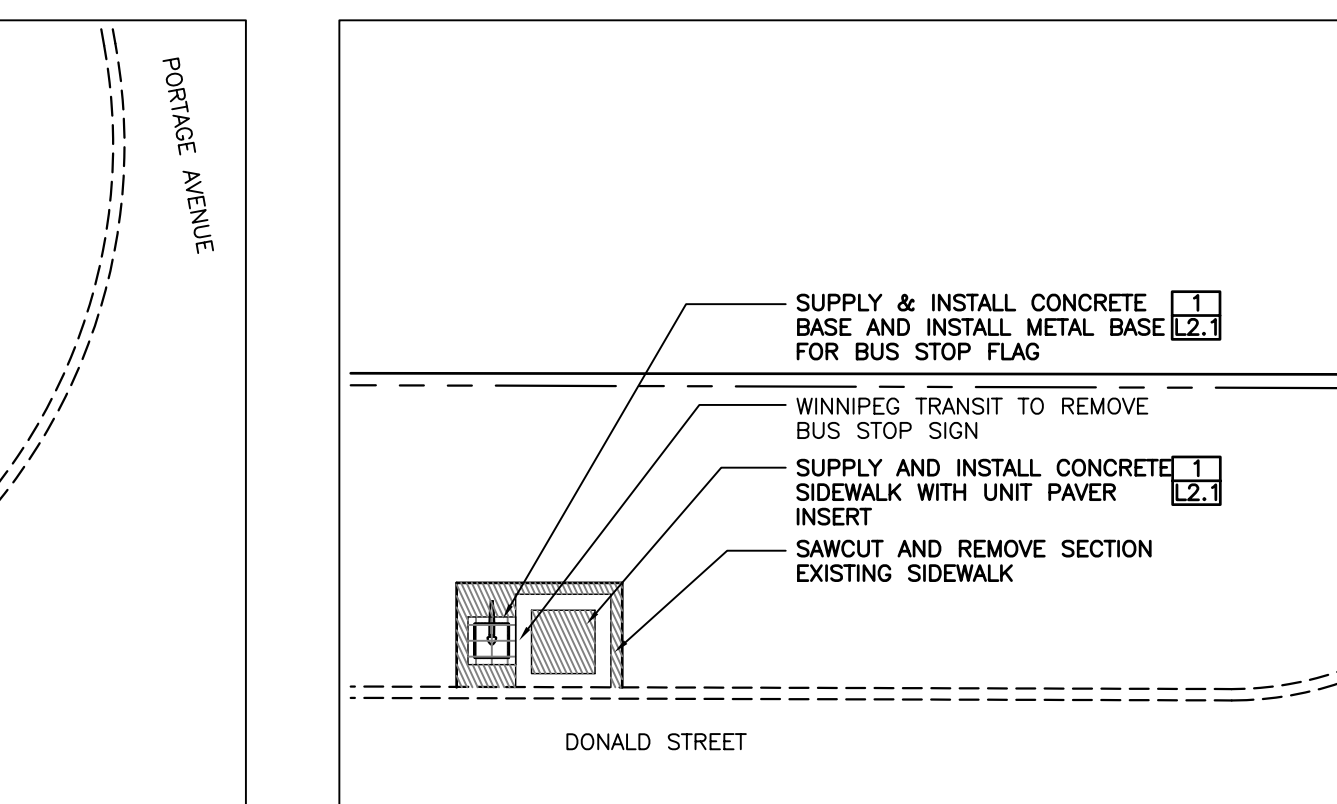 PORTAGE AVENUE
SUPPLY & INSTALL CONCRETE
BASE AND INSTALL METAL BASE
FOR BUS STOP FLAG
1
L2.1
WINNIPEG TRANSIT TO REMOVE
BUS STOP SIGN
SUPPLY AND INSTALL CONCRETE
SIDEWALK WITH UNIT PAVER
INSERT
1
L2.1
SAWCUT AND REMOVE SECTION
EXISTING SIDEWALK
DONALD STREET